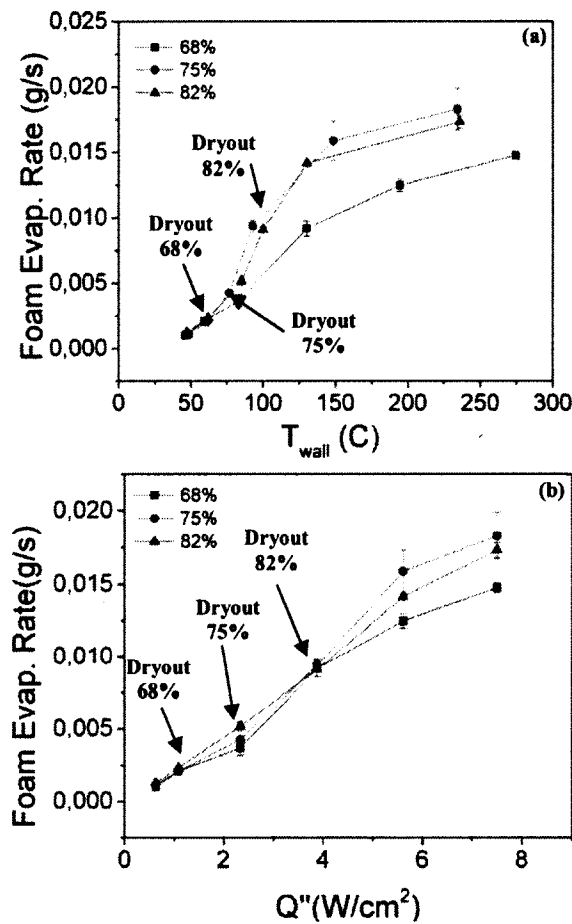 0,025
(a)
68%
75%
82%
0,020
0,015
0,010
0,005
0,000
Dryout
82%
Dryout
68%
Dryout
75%
Foam Evap. Rate (g/s)
0 50 100 150 200 250 300
T wall (C)
(b)
68%
75%
82%
0,020
0,015
0,010
0,005
0,000
Dryout
82%
Dryout
75%
Dryout
68%
Foam Evap. Rate(g/s)
0 2 4 6 8
Q"(W/cm²)